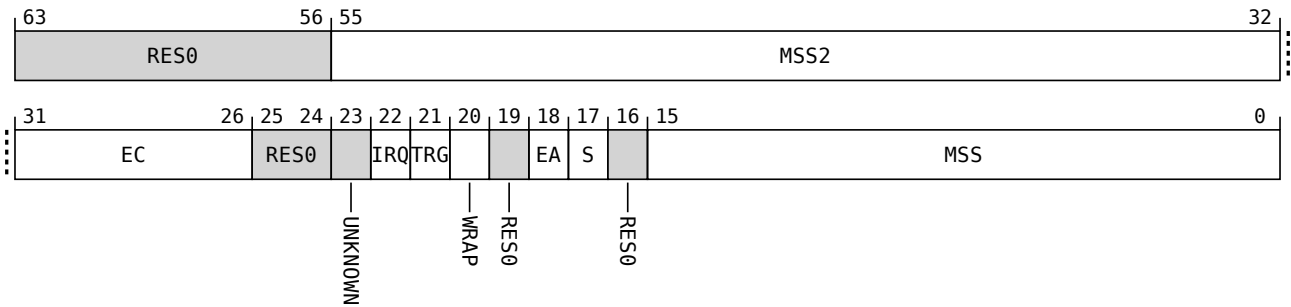 63 56 55 32
RES0 MSS2
31 26 25 24 23 22 21 20 19 18 17 16 15 0
EC RES0 IRQ TRG EA S MSS
UNKNOWN WRAP RES0 RES0